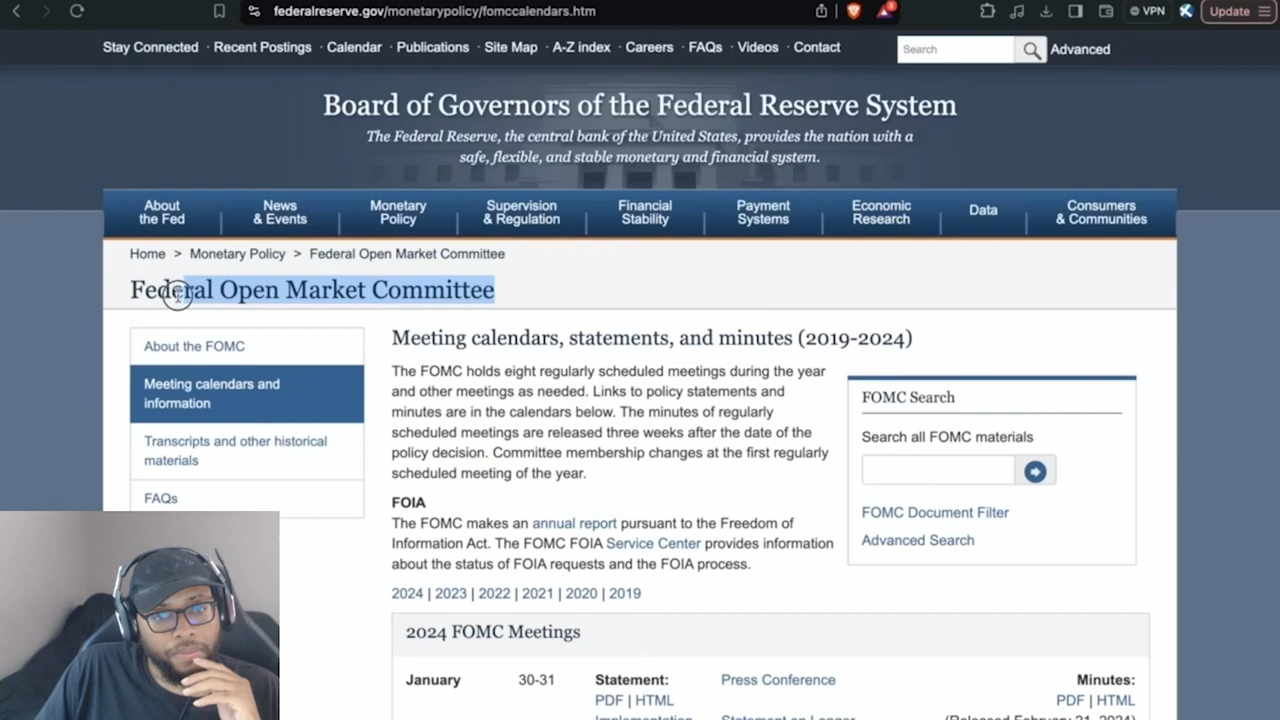 federalreserve.gov/monetarypolicy/fomccalendars.htm
VPN
Update
Stay Connected · Recent Postings · Calendar · Publications · Site Map · A-Z index · Careers · FAQs · Videos · Contact
Search
Advanced
Board of Governors of the Federal Reserve System
The Federal Reserve, the central bank of the United States, provides the nation with a
safe, flexible, and stable monetary and financial system.
About
the Fed
News
& Events
Monetary
Policy
Supervision
& Regulation
Financial
Stability
Payment
Systems
Economic
Research
Data
Consumers
& Communities
Home > Monetary Policy > Federal Open Market Committee
Federal Open Market Committee
About the FOMC
Meeting calendars and
information
Transcripts and other historical
materials
FAQs
Meeting calendars, statements, and minutes (2019-2024)
The FOMC holds eight regularly scheduled meetings during the year
and other meetings as needed. Links to policy statements and
minutes are in the calendars below. The minutes of regularly
scheduled meetings are released three weeks after the date of the
policy decision. Committee membership changes at the first regularly
scheduled meeting of the year.
FOIA
The FOMC makes an annual report pursuant to the Freedom of
Information Act. The FOMC FOIA Service Center provides information
about the status of FOIA requests and the FOIA process.
2024 | 2023 | 2022 | 2021 | 2020 | 2019
FOMC Search
Search all FOMC materials
FOMC Document Filter
Advanced Search
2024 FOMC Meetings
January 30-31 Statement: Press Conference Minutes:
PDF | HTML PDF | HTML
Implementation Statement on Longer (Released February 21, 2024)